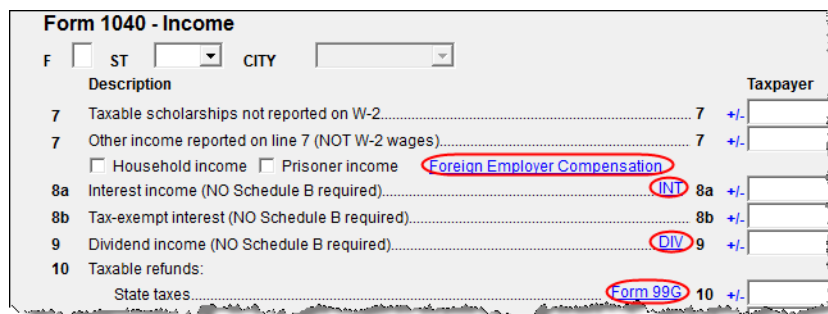 Form 1040 - Income
F ST CITY
Description Taxpayer
7 Taxable scholarships not reported on W-2 7 +/-
7 Other income reported on line 7 (NOT W-2 wages) 7 +/-
Household income Prisoner income Foreign Employer Compensation
8a Interest income (NO Schedule B required) INT 8a +/-
8b Tax-exempt interest (NO Schedule B required) 8b +/-
9 Dividend income (NO Schedule B required) DIV 9 +/-
10 Taxable refunds:
State taxes Form 99G 10 +/-